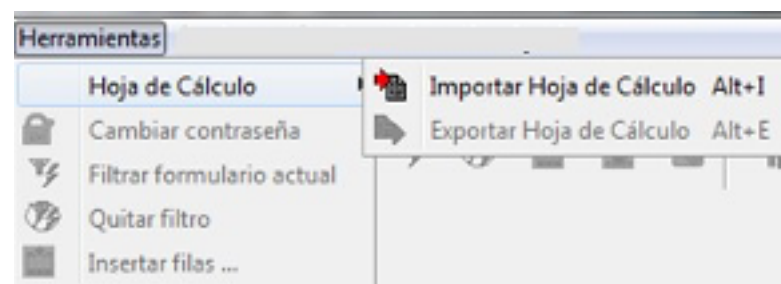 Herramientas
Hoja de Cálculo
Importar Hoja de Cálculo Alt+I
Cambiar contraseña
Exportar Hoja de Cálculo Alt+E
Filtrar formulario actual
Quitar filtro
Insertar filas ...